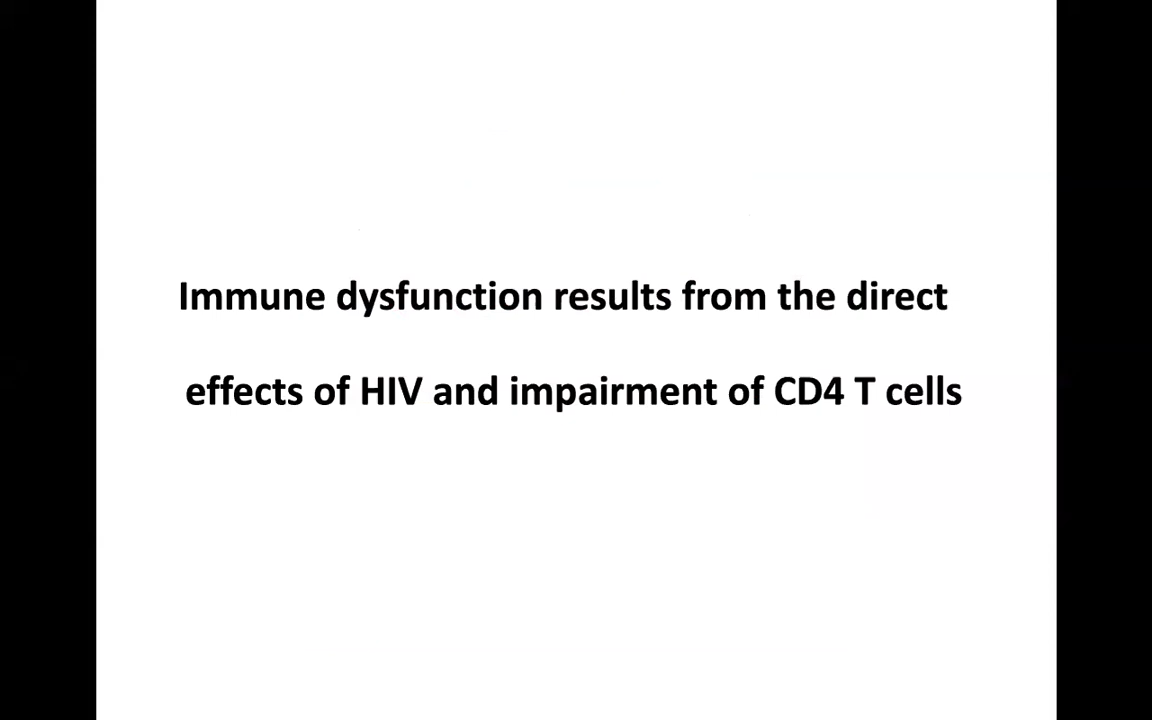 Immune dysfunction results from the direct
effects of HIV and impairment of CD4 T cells